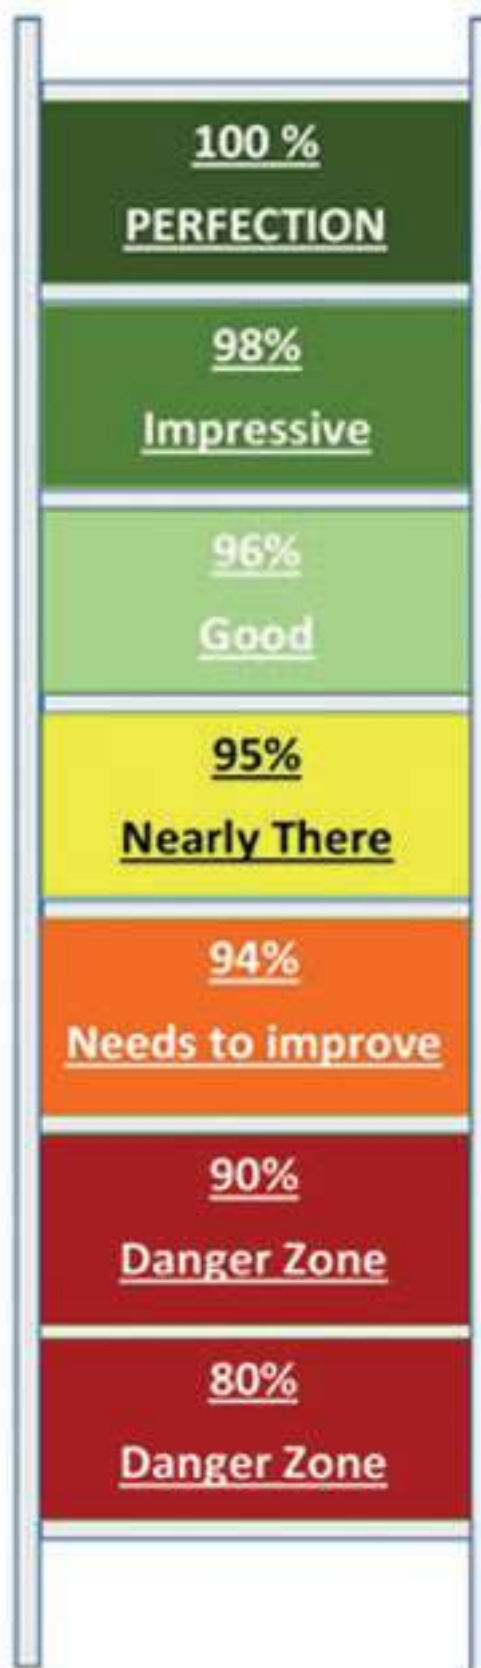 100 %
PERFECTION
98%
Impressive
96%
Good
95%
Nearly There
94%
Needs to improve
90%
Danger Zone
80%
Danger Zone